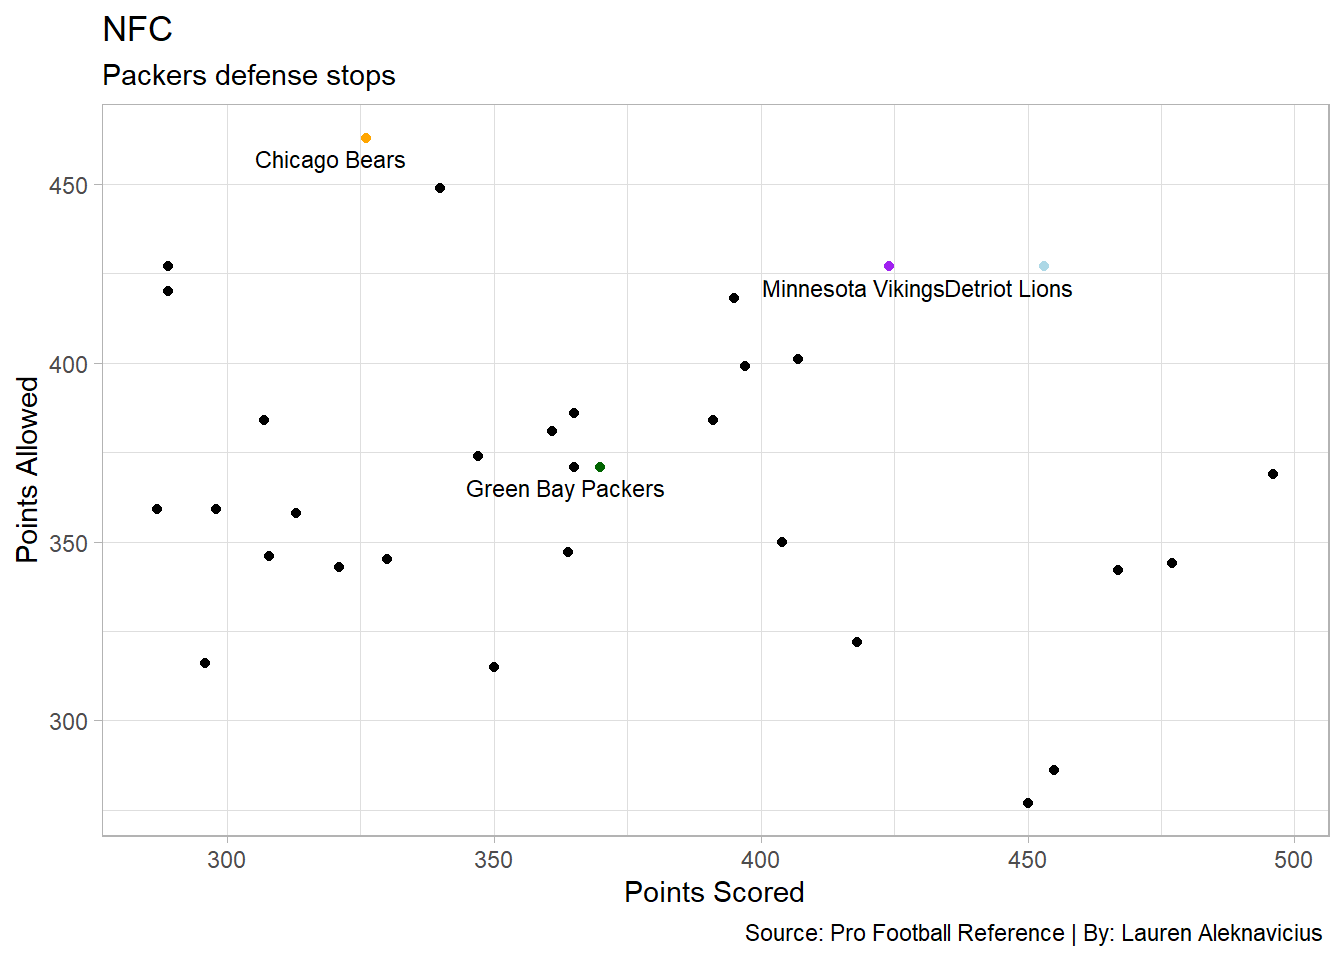 NFC
Packers defense stops
Chicago Bears
Minnesota VikingsDetriot Lions
Green Bay Packers
450
400
350
300
Points Allowed
300 350 400 450 500
Points Scored
Source: Pro Football Reference | By: Lauren Aleknavicius